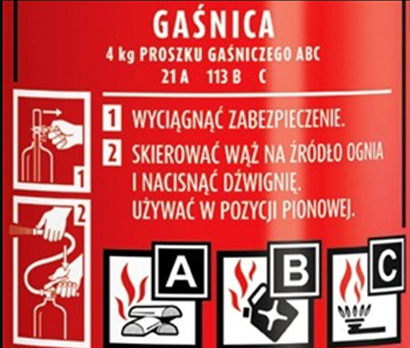 GAŚNICA
4 kg PROSZKU GAŚNICZEGO ABC
21 A 113 B C
1 WYCIĄGNĄĆ ZABEZPIECZENIE.
2 SKIEROWAĆ WĄŻ NA ŹRÓDŁO OGNIA
I NACISNĄĆ DŹWIGNIĘ.
UŻYWAĆ W POZYCJI PIONOWEJ.
1
2
A B C